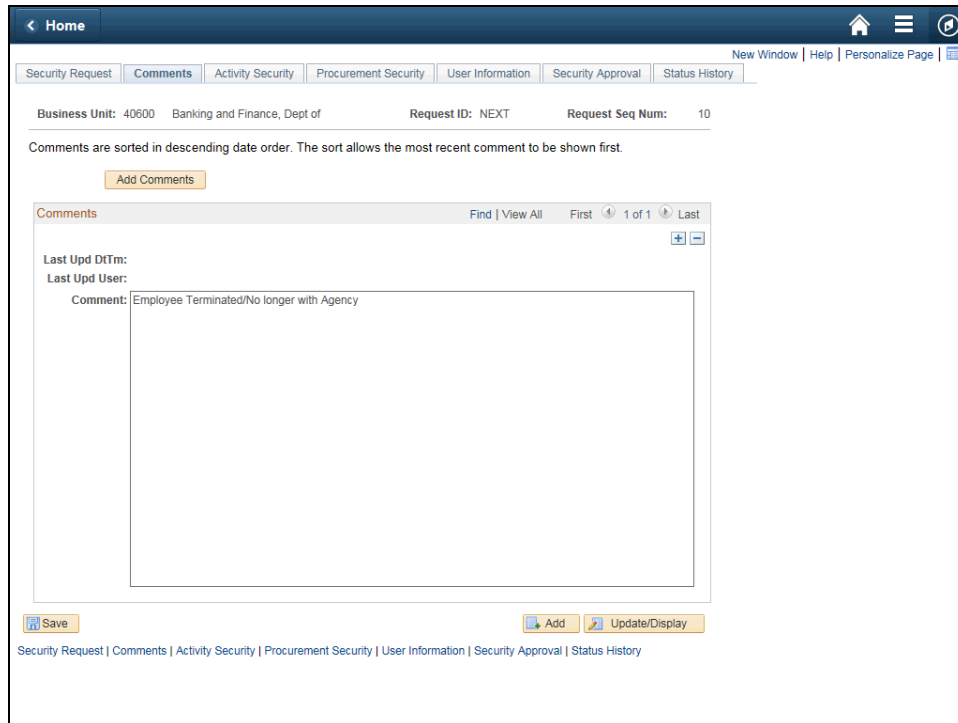 Home
New Window | Help | Personalize Page |
Security Request Comments Activity Security Procurement Security User Information Security Approval Status History
Business Unit: 40600 Banking and Finance, Dept of Request ID: NEXT Request Seq Num: 10
Comments are sorted in descending date order. The sort allows the most recent comment to be shown first.
Add Comments
Comments Find | View All First 1 of 1 Last
Last Upd DtTm:
Last Upd User:
Comment: Employee Terminated/No longer with Agency
Save Add Update/Display
Security Request | Comments | Activity Security | Procurement Security | User Information | Security Approval | Status History